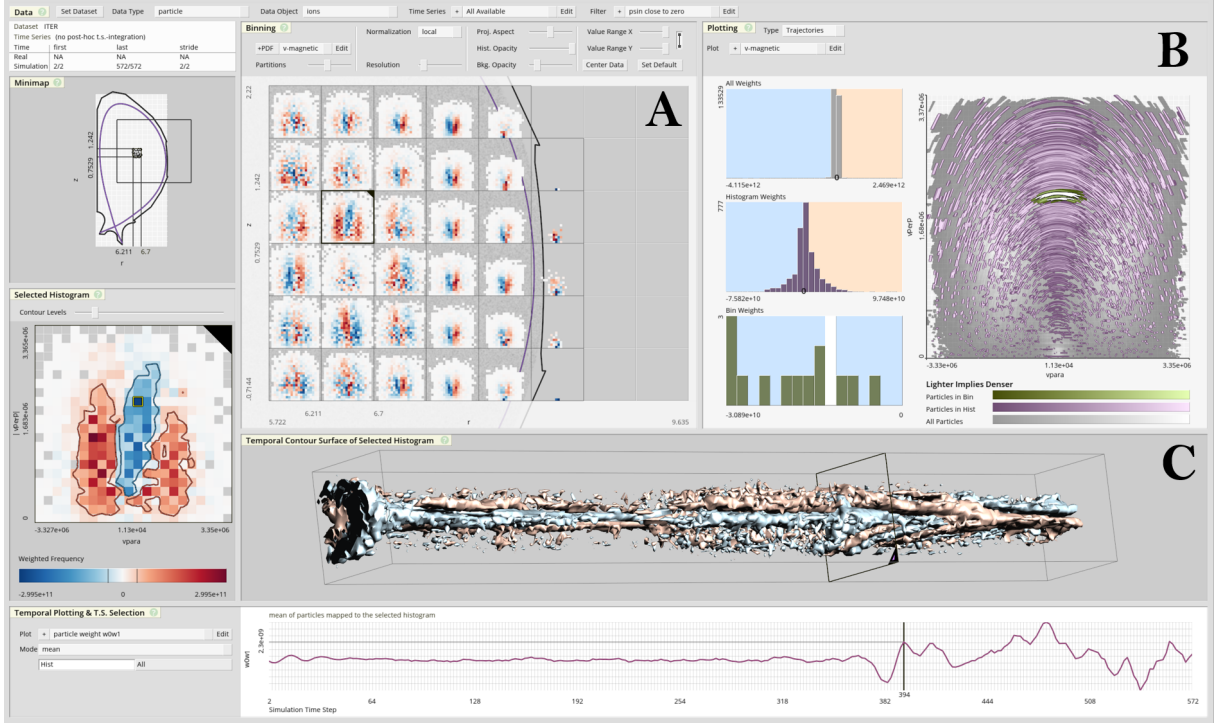 Data ? Set Dataset Data Type particle Data Object ions Time Series + All Available Edit Filter + psin close to zero Edit
Dataset ITER
Time Series (no post-hoc t.s.-integration)
Time first last stride
Real NA NA NA
Simulation 2/2 572/572 2/2
Minimap ?
1.242
0.7529
z
6.211 6.7
r
Selected Histogram ?
Contour Levels
3.365e+06
| vPerP|
1.683e+06
0
-3.327e+06 1.13e+04 3.35e+06
vpara
Weighted Frequency
-2.995e+11 0 2.995e+11
Binning ?
+PDF v-magnetic Edit
Partitions
Normalization local
Resolution
Proj. Aspect
Hist. Opacity
Bkg. Opacity
Value Range X
Value Range Y
Center Data Set Default
A
2.22
1.242
z
0.7529
5.722 6.211 6.7 r 9.635
Plotting ? Type Trajectories
Plot + v-magnetic Edit
B
All Weights
133529
0
-4.115e+12 2.469e+12
Histogram Weights
777
0
-7.582e+10 9.748e+10
Bin Weights
3
-3.089e+10 0
3.37e+06
vPerP
1.68e+06
0
-3.33e+06 1.13e+04 3.35e+06
vpara
Lighter Implies Denser
Particles in Bin
Particles in Hist
All Particles
Temporal Contour Surface of Selected Histogram ?
C
Temporal Plotting & T.S. Selection ?
Plot + particle weight w0w1 Edit
Mode mean
Hist All
mean of particles mapped to the selected histogram
2.3e+09
w0w1
2 64 128 192 254 318 382 394 444 508 572
Simulation Time Step